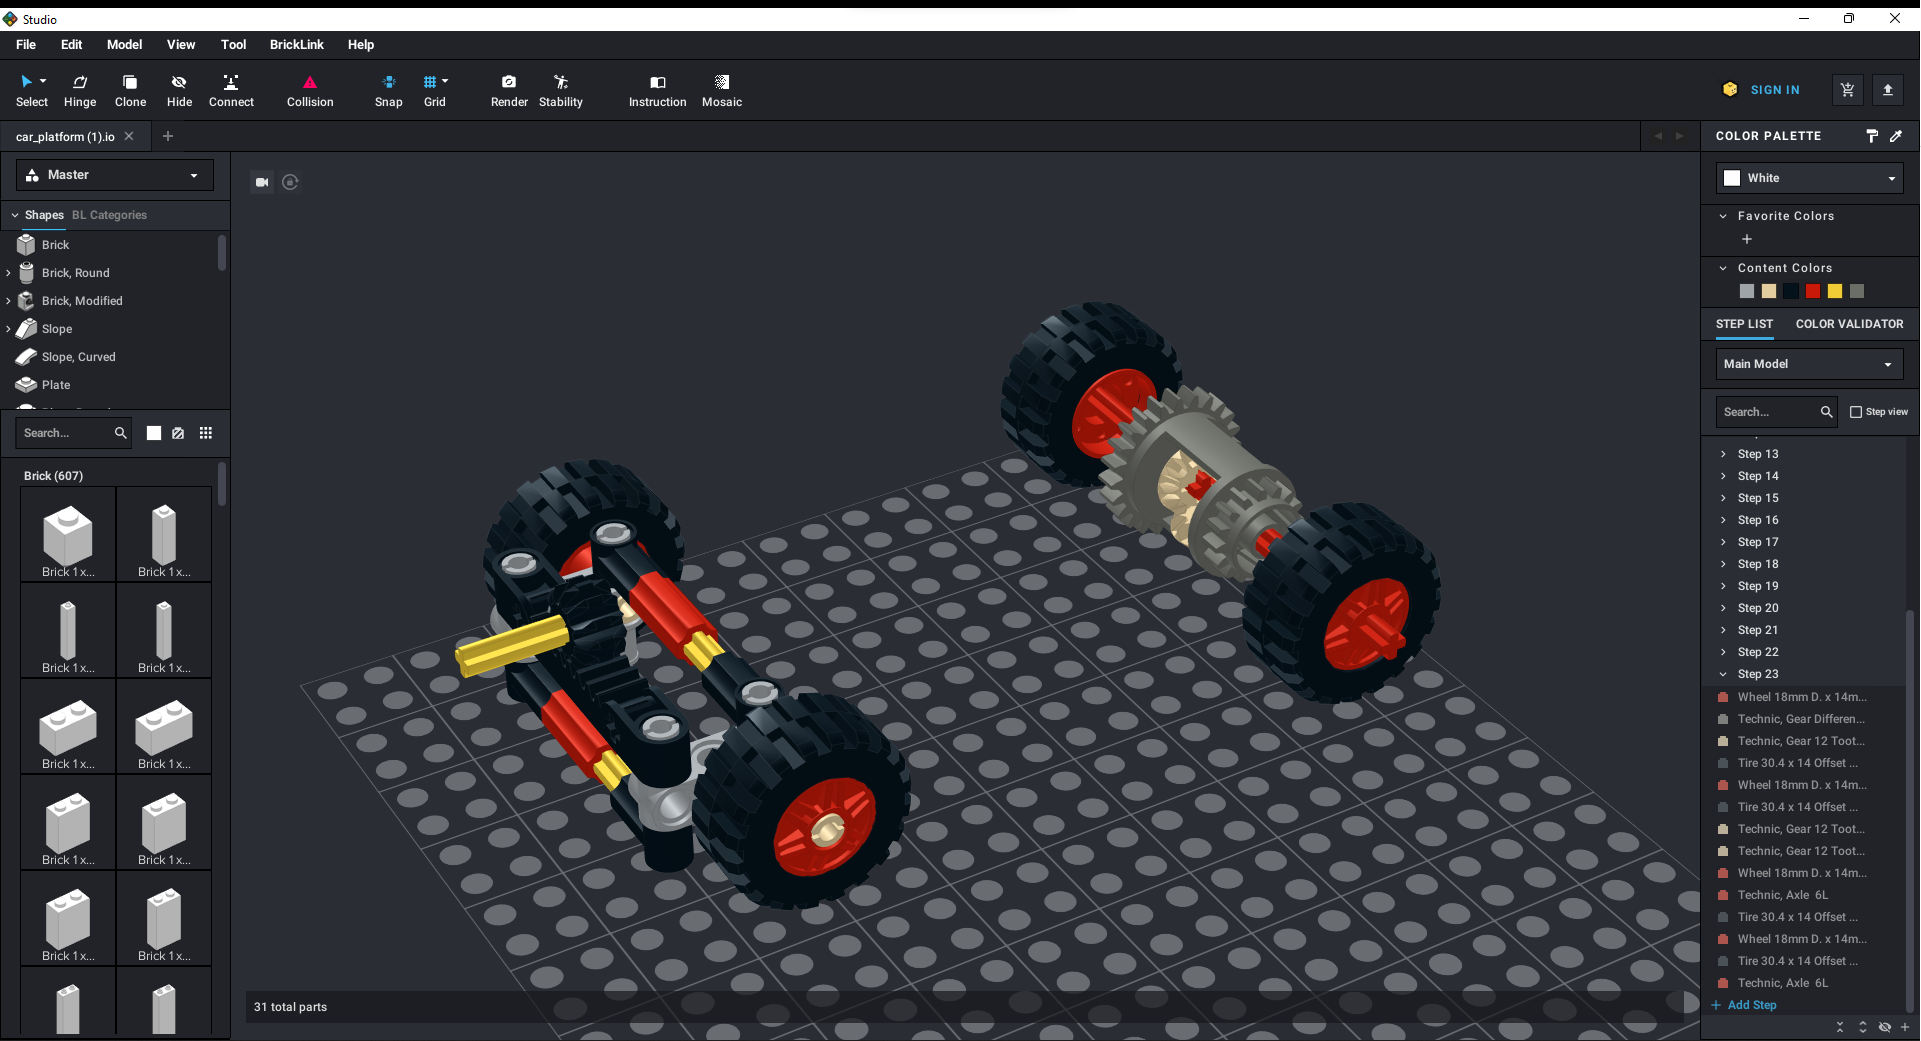 Studio
File Edit Model View Tool BrickLink Help
Select Hinge Clone Hide Connect Collision Snap Grid Render Stability Instruction Mosaic
SIGN IN
car_platform (1).io
Master
Shapes BL Categories
Brick
Brick, Round
Brick, Modified
Slope
Slope, Curved
Plate
Search...
Brick (607)
Brick 1 x... Brick 1 x...
Brick 1 x... Brick 1 x...
Brick 1 x... Brick 1 x...
Brick 1 x... Brick 1 x...
Brick 1 x... Brick 1 x...
31 total parts
COLOR PALETTE
White
Favorite Colors
Content Colors
STEP LIST COLOR VALIDATOR
Main Model
Search... Step view
Step 13
Step 14
Step 15
Step 16
Step 17
Step 18
Step 19
Step 20
Step 21
Step 22
Step 23
Wheel 18mm D. x 14m...
Technic, Gear Differen...
Technic, Gear 12 Toot...
Tire 30.4 x 14 Offset ...
Wheel 18mm D. x 14m...
Tire 30.4 x 14 Offset ...
Technic, Gear 12 Toot...
Technic, Gear 12 Toot...
Wheel 18mm D. x 14m...
Technic, Axle 6L
Tire 30.4 x 14 Offset ...
Wheel 18mm D. x 14m...
Tire 30.4 x 14 Offset ...
Technic, Axle 6L
+ Add Step